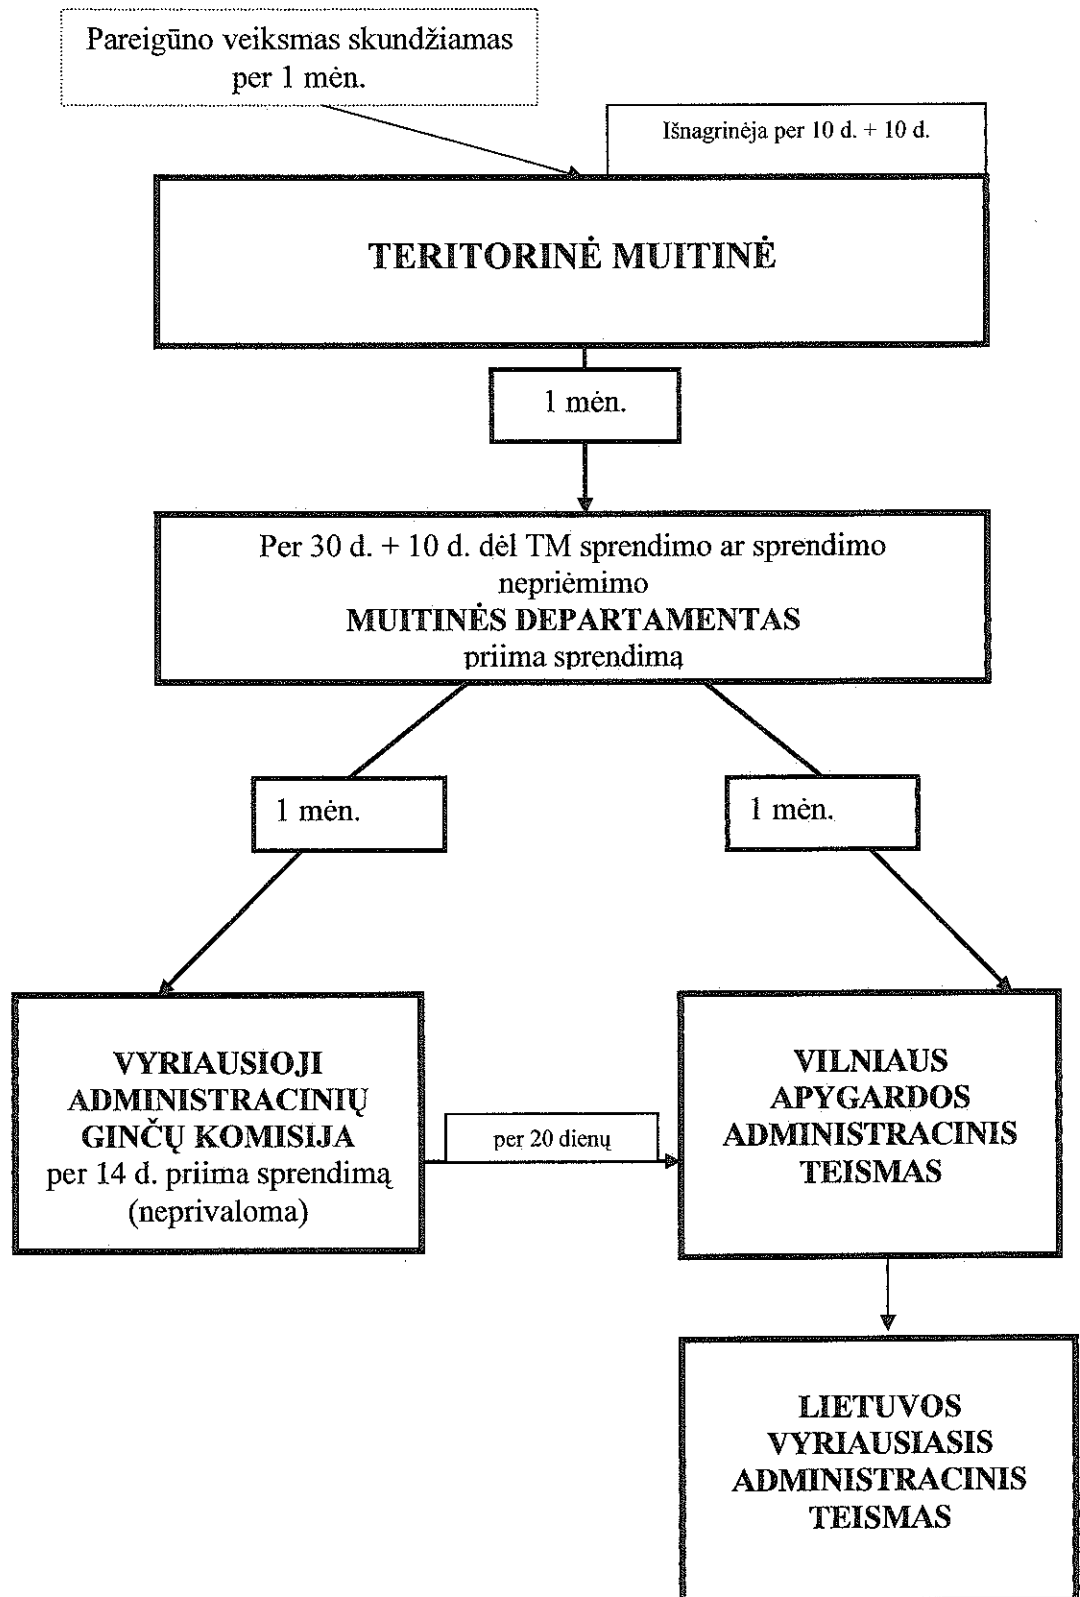 Pareigūno veiksmas skundžiamas
per 1 mėn.
Išnagrinėja per 10 d. + 10 d.
TERITORINĖ MUITINĖ
1 mėn.
Per 30 d. + 10 d. dėl TM sprendimo ar sprendimo
nepriėmimo
MUITINĖS DEPARTAMENTAS
priima sprendimą
1 mėn.
1 mėn.
VYRIAUSIOJI
ADMINISTRACINIŲ
GINČŲ KOMISIJA
per 14 d. priima sprendimą
(neprivaloma)
per 20 dienų
VILNIAUS
APYGARDOS
ADMINISTRACINIS
TEISMAS
LIETUVOS
VYRIAUSIASIS
ADMINISTRACINIS
TEISMAS